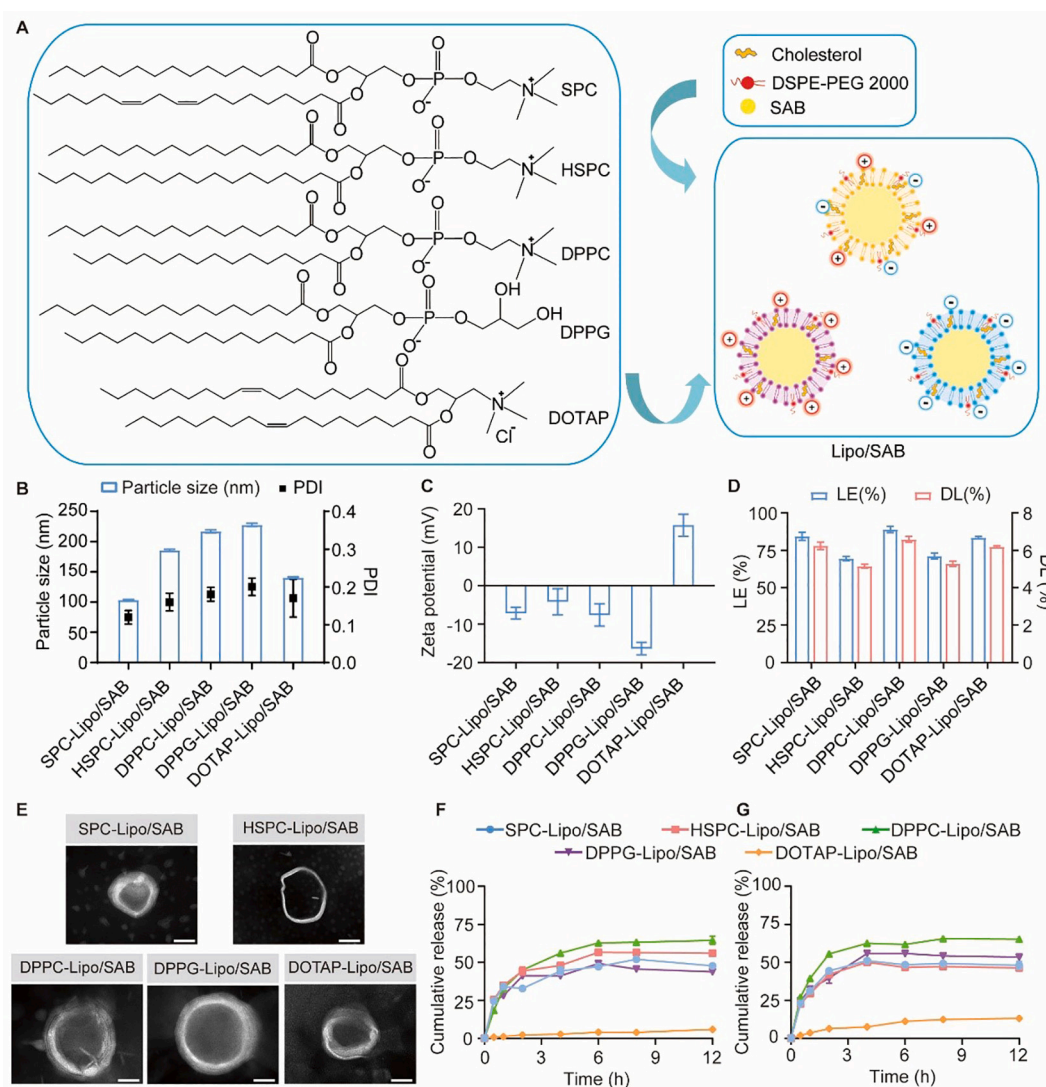 A
SPC
HSPC
DPPC
DPPG
DOTAP
O
O
O
O
P
O
O
O⁻
N⁺
O
O
O
O
P
O
O
O⁻
N⁺
O
O
O
O
P
O
O
O⁻
N⁺
O
O
O
O
P
O
O
O⁻
OH
OH
O
O
O
O
N⁺
Cl⁻
Cholesterol
DSPE-PEG 2000
SAB
Lipo/SAB
B
Particle size (nm)
PDI
Particle size (nm)
250
200
150
100
50
0
0.4
0.3
0.2
0.1
0.0
PDI
SPC-Lipo/SAB
HSPC-Lipo/SAB
DPPC-Lipo/SAB
DPPG-Lipo/SAB
DOTAP-Lipo/SAB
C
Zeta potential (mV)
20
10
0
-10
-20
SPC-Lipo/SAB
HSPC-Lipo/SAB
DPPC-Lipo/SAB
DPPG-Lipo/SAB
DOTAP-Lipo/SAB
D
LE(%)
DL(%)
LE (%)
100
75
50
75
0
8
6
4
2
0
DL (%)
SPC-Lipo/SAB
HSPC-Lipo/SAB
DPPC-Lipo/SAB
DPPG-Lipo/SAB
DOTAP-Lipo/SAB
E
SPC-Lipo/SAB
HSPC-Lipo/SAB
DPPC-Lipo/SAB
DPPG-Lipo/SAB
DOTAP-Lipo/SAB
F
G
SPC-Lipo/SAB
HSPC-Lipo/SAB
DPPC-Lipo/SAB
DPPG-Lipo/SAB
DOTAP-Lipo/SAB
Cumulative release (%)
100
75
50
25
0
0 3 6 9 12
Time (h)
Cumulative release (%)
100
75
50
25
0
0 3 6 9 12
Time (h)